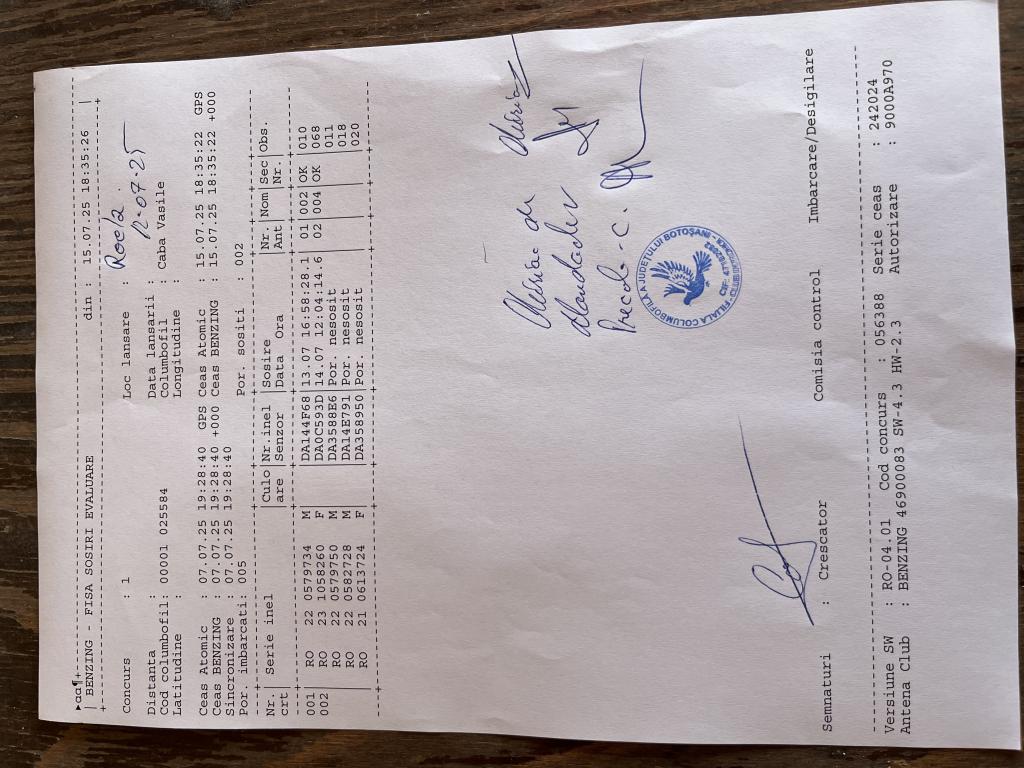 ►aa¶+
| BENZING - FISA SOSIRI EVALUARE din : 15.07.25 18:35:26 |
+-----------------------------------------------------------------------------+
Concurs : 1 Loc lansare : Roela
12-07-25
Distanta : Data lansarii :
Cod columbofil: 00001 025584 Columbofil : Caba Vasile
Latitudine : Longitudine :
Ceas Atomic : 07.07.25 19:28:40 GPS Ceas Atomic : 15.07.25 18:35:22 GPS
Ceas BENZING : 07.07.25 19:28:40 +000 Ceas BENZING : 15.07.25 18:35:22 +000
Sincronizare : 07.07.25 19:28:40
Por. imbarcati: 005 Por. sositi : 002
Nr.| Serie inel |Culo|Nr.inel |Sosire |Nr. |Nom|Sec|Obs.
crt| |are |Senzor |Data Ora |Ant | |Nr.|
001 RO 22 0579734 M |DA144F68|13.07 16:58:28.1| 01|002|OK |010
002 RO 23 1058260 F |DA0C593D|14.07 12:04:14.6| 02|004|OK |068
RO 22 0579750 M |DA3588E6|Por. nesosit | | | |011
RO 22 0582728 M |DA14E791|Por. nesosit | | | |018
RO 21 0613724 F |DA358950|Por. nesosit | | | |020
Precob - C.
FILIALA COLUMBOFILA A JUDETULUI BOTOȘANI
Semnaturi : Crescator Comisia control Imbarcare/Desigilare
Versiune SW : RO-04.01 Cod concurs : 056388 Serie ceas : 242024
Antena Club : BENZING 46900083 SW-4.3 HW-2.3 Autorizare : 9000A970